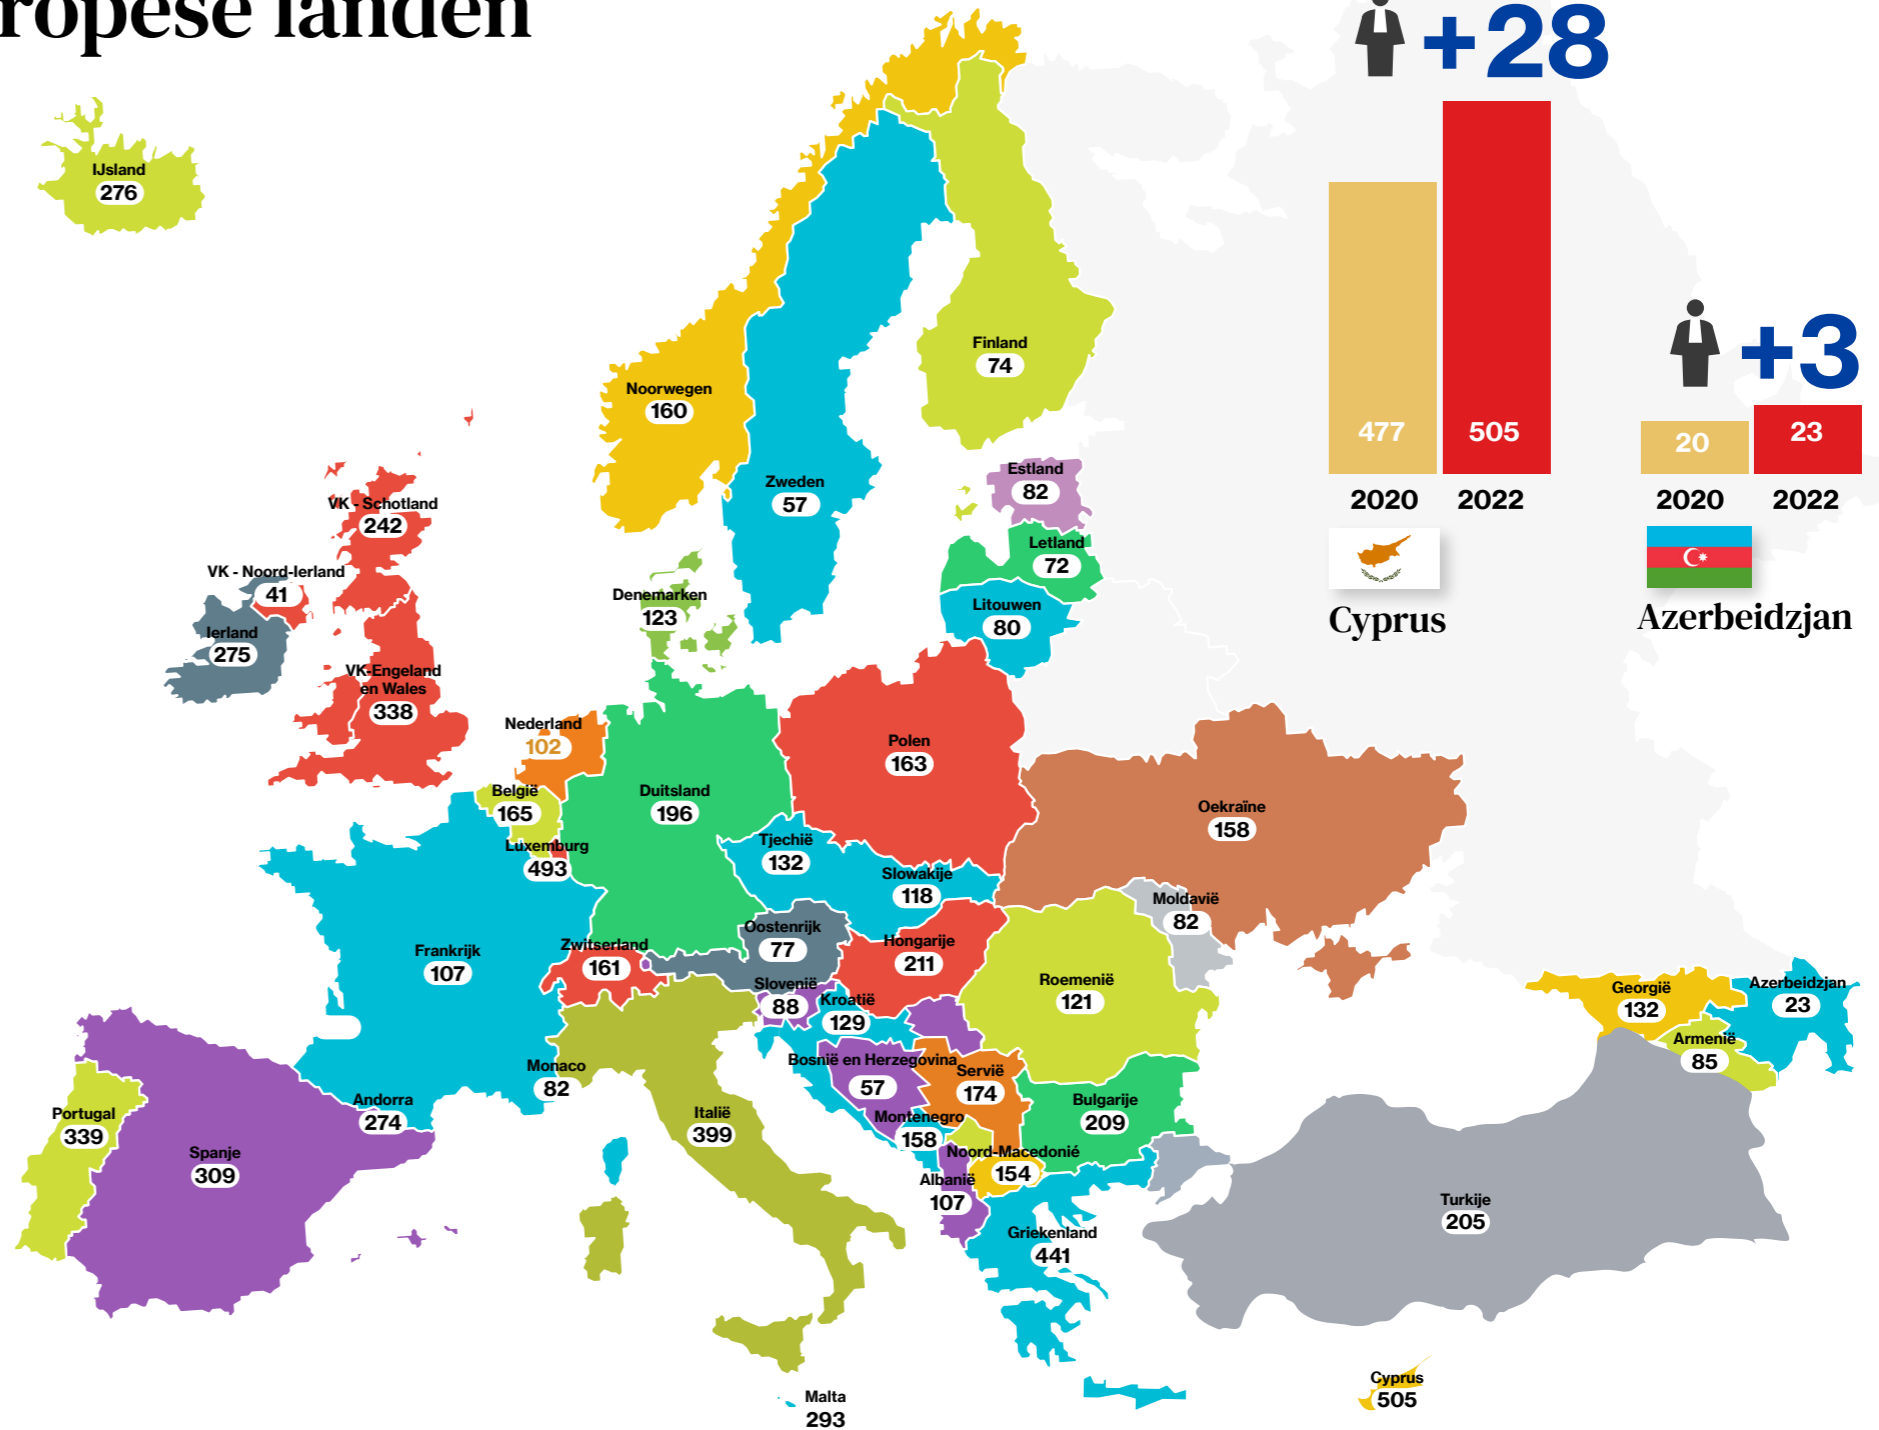 ropese landen
+28
477
505
2020
2022
Cyprus
+3
20
23
2020
2022
Azerbeidzjan
IJsland
276
Noorwegen
160
Finland
74
Zweden
57
Estland
82
Letland
72
Litouwen
80
VK - Schotland
242
VK - Noord-Ierland
41
Ierland
275
VK-Engeland
en Wales
338
Denemarken
123
Nederland
102
België
165
Luxemburg
493
Duitsland
196
Polen
163
Tjechië
132
Slowakije
118
Oekraïne
158
Moldavië
82
Frankrijk
107
Zwitserland
161
Oostenrijk
77
Hongarije
211
Slovenië
88
Kroatië
129
Roemenië
121
Georgië
132
Azerbeidzjan
23
Armenië
85
Monaco
82
Bosnië en Herzegovina
57
Servië
174
Montenegro
158
Bulgarije
209
Noord-Macedonié
154
Albanië
107
Andorra
274
Portugal
339
Spanje
309
Italië
399
Griekenland
441
Turkije
205
Malta
293
Cyprus
505